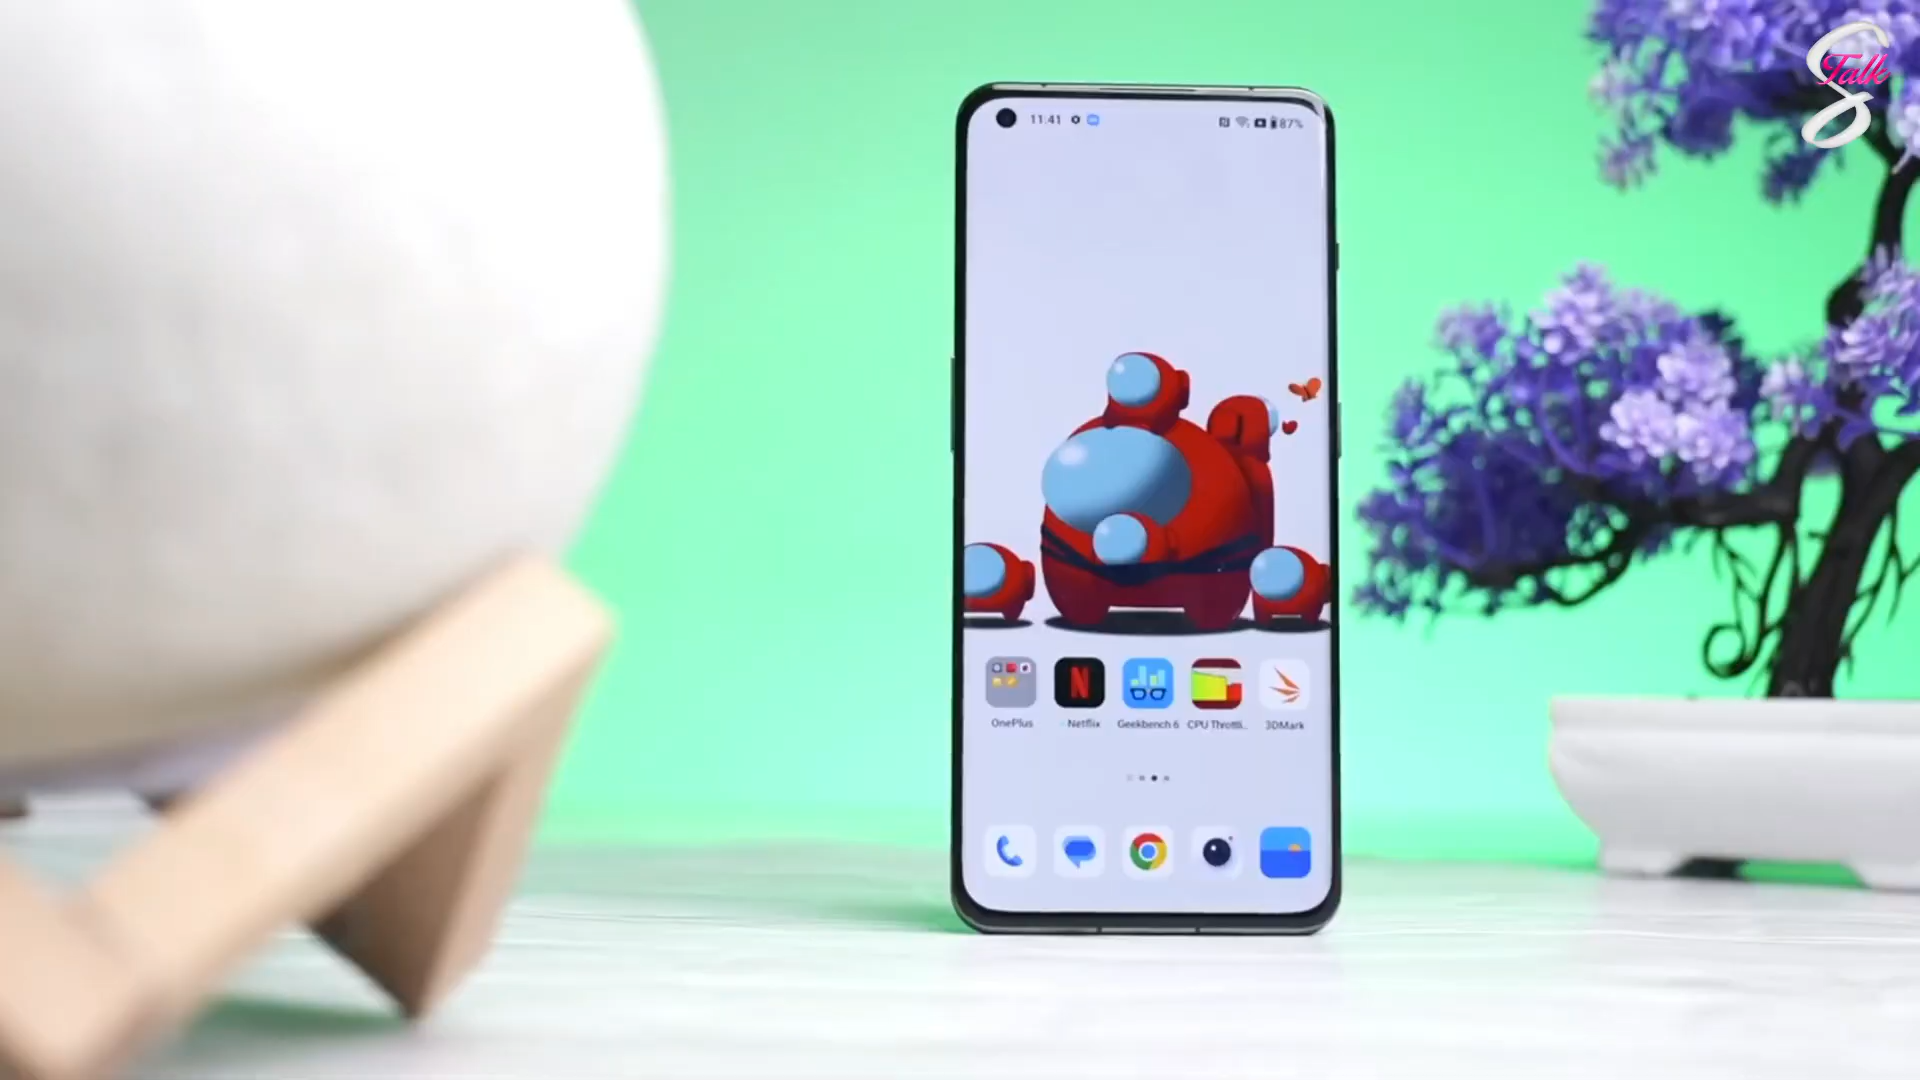 S Talk
11:41
87%
OnePlus
Netflix
Geekbench 6
CPU Throttl..
3DMark